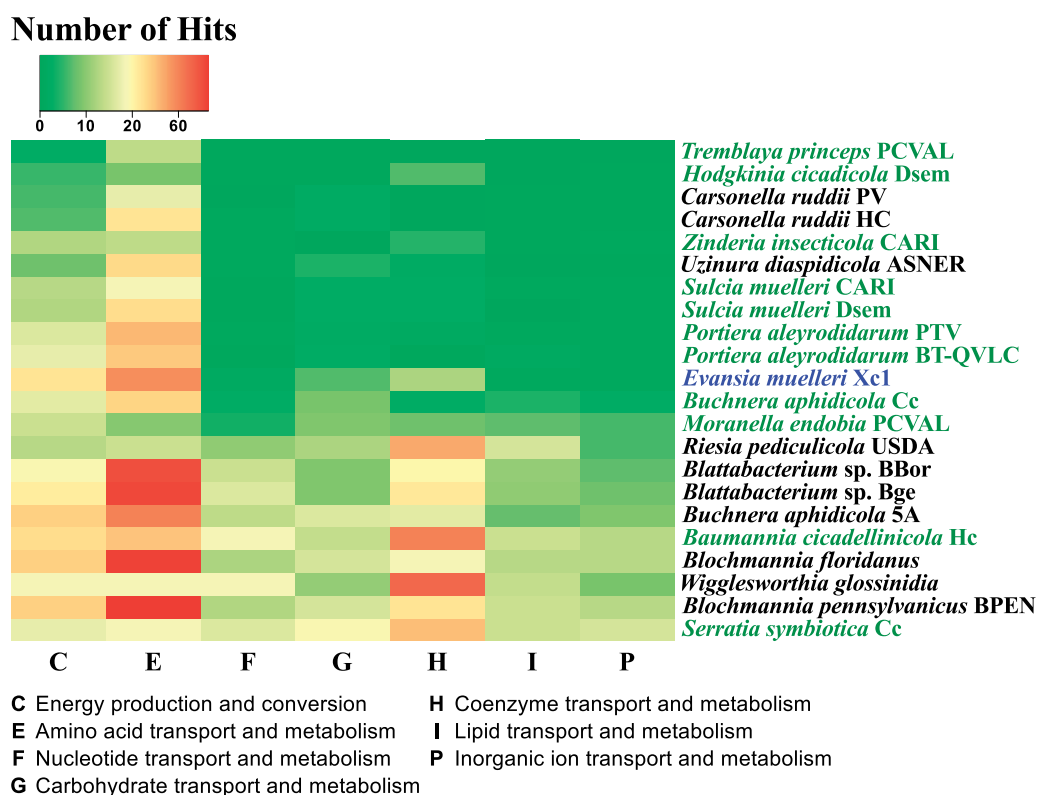 Number of Hits
0 10 20 60
Tremblaya princeps PCVAL
Hodgkinia cicadicola Dsem
Carsonella ruddii PV
Carsonella ruddii HC
Zinderia insecticola CARI
Uzinura diaspidicola ASNER
Sulcia muelleri CARI
Sulcia muelleri Dsem
Portiera aleyrodidarum PTV
Portiera aleyrodidarum BT-QVLC
Evansia muelleri Xc1
Buchnera aphidicola Cc
Moranella endobia PCVAL
Riesia pediculicola USDA
Blattabacterium sp. BBor
Blattabacterium sp. Bge
Buchnera aphidicola 5A
Baumannia cicadellinicola Hc
Blochmannia floridanus
Wigglesworthia glossinidia
Blochmannia pennsylvanicus BPEN
Serratia symbiotica Cc
C E F G H I P
C Energy production and conversion
E Amino acid transport and metabolism
F Nucleotide transport and metabolism
G Carbohydrate transport and metabolism
H Coenzyme transport and metabolism
I Lipid transport and metabolism
P Inorganic ion transport and metabolism